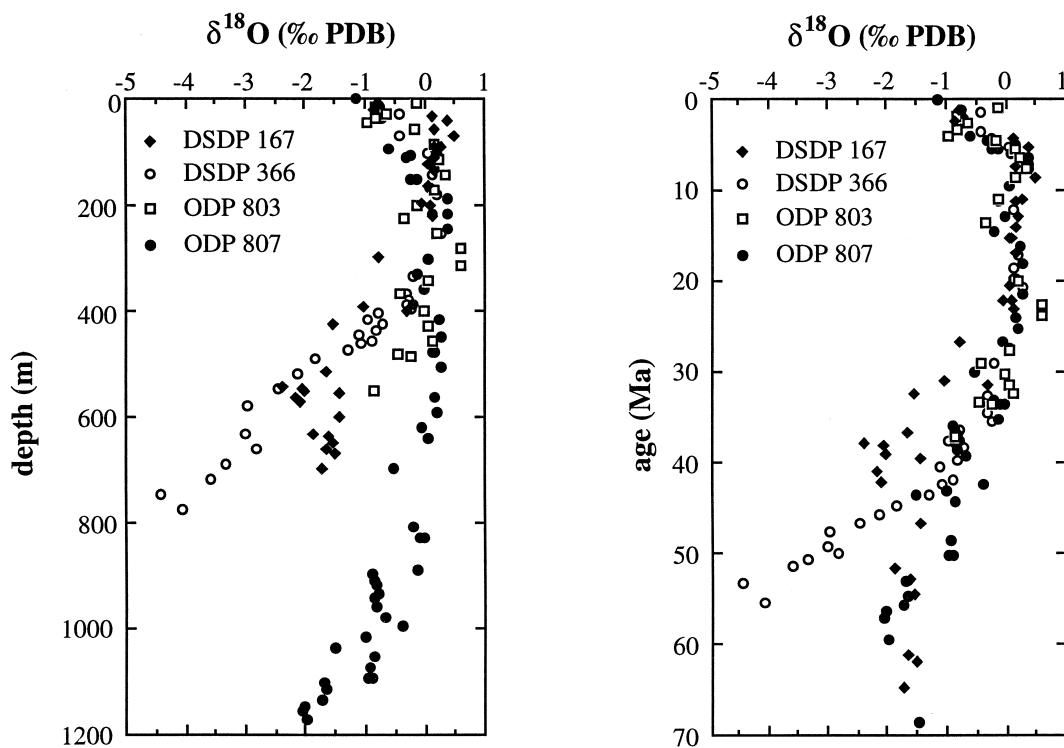 δ18O (‰ PDB)
-5 -4 -3 -2 -1 0 1
0
200
400
600
800
1000
1200
depth (m)
DSDP 167
DSDP 366
ODP 803
ODP 807
δ18O (‰ PDB)
-5 -4 -3 -2 -1 0 1
0
10
20
30
40
50
60
70
age (Ma)
DSDP 167
DSDP 366
ODP 803
ODP 807